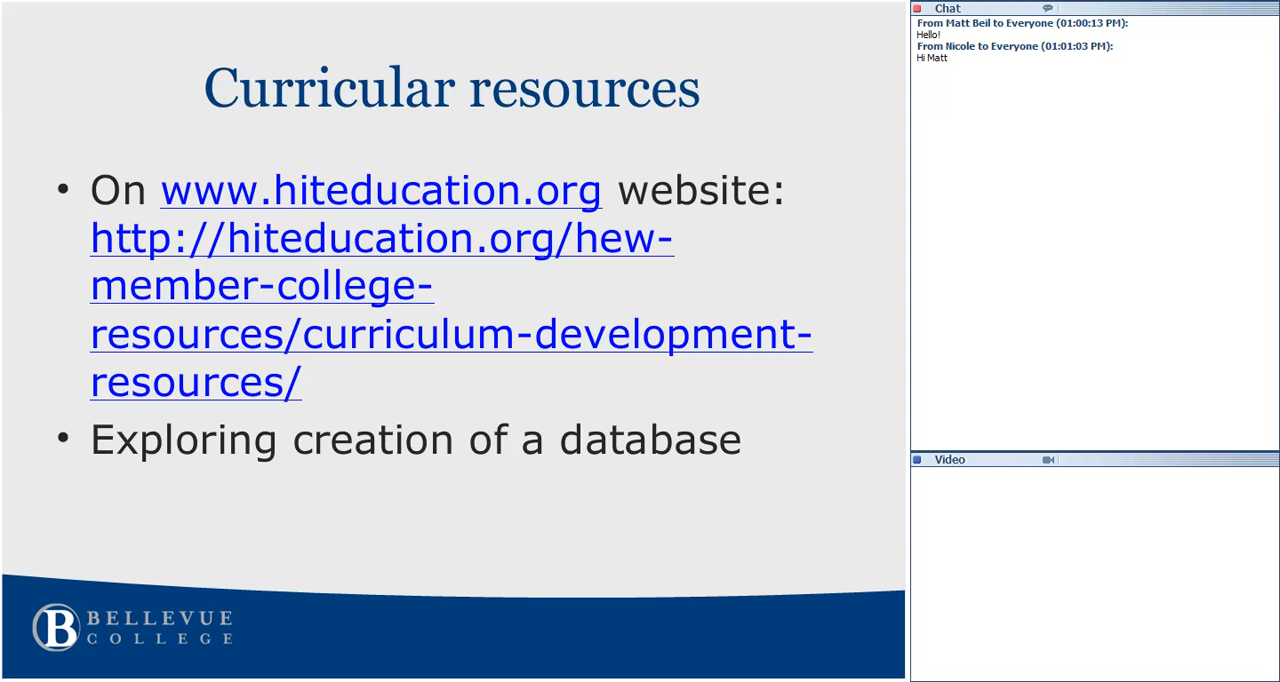 Curricular resources
• On www.hiteducation.org website:
http://hiteducation.org/hew-
member-college-
resources/curriculum-development-
resources/
• Exploring creation of a database
B BELLEVUE
COLLEGE
Chat
From Matt Beil to Everyone (01:00:13 PM):
Hello!
From Nicole to Everyone (01:01:03 PM):
Hi Matt
Video